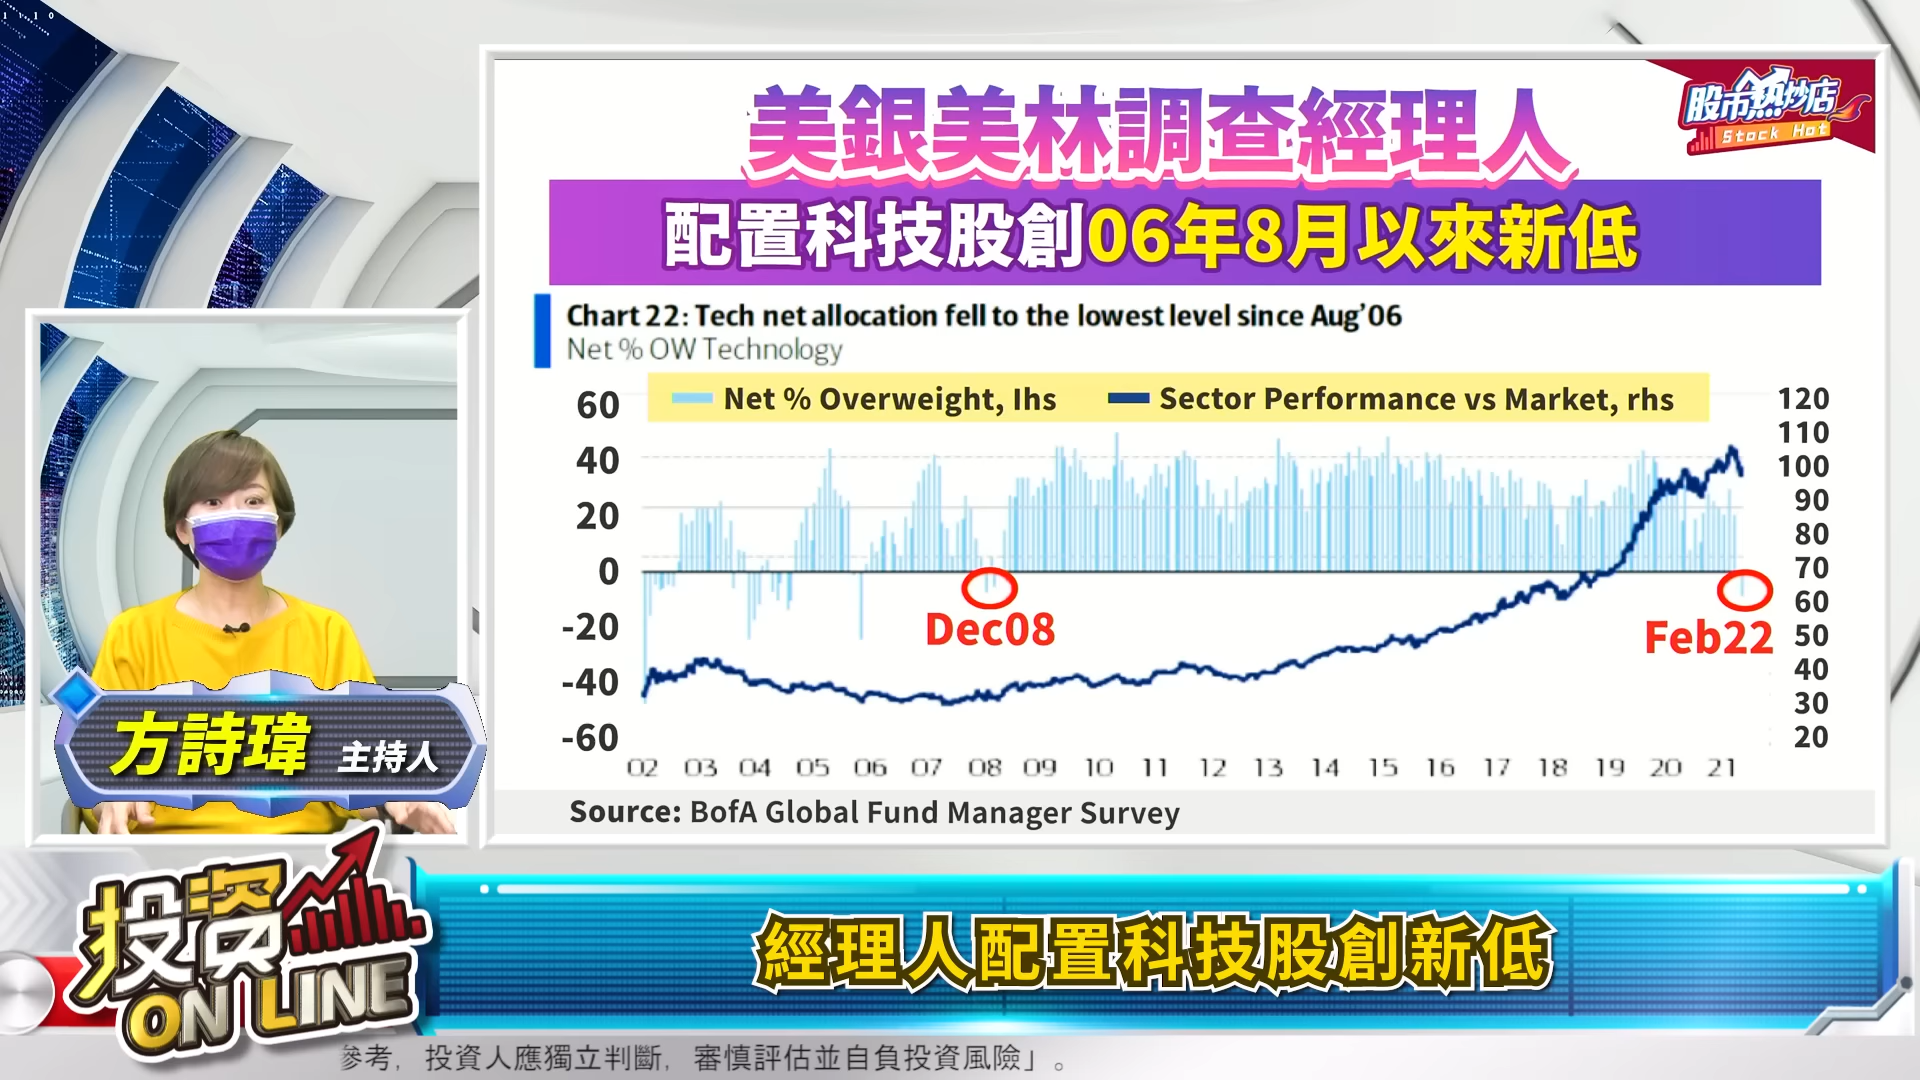 1 1 1 0
美銀美林調查經理人
股市熱炒店
Stock Hot
配置科技股創06年8月以來新低
Chart 22: Tech net allocation fell to the lowest level since Aug'06
Net % OW Technology
Net % Overweight, Ihs
Sector Performance vs Market, rhs
60
40
20
0
-20
-40
-60
120
110
100
90
80
70
60
50
40
30
20
Dec08
Feb22
02 03 04 05 06 07 08 09 10 11 12 13 14 15 16 17 18 19 20 21
Source: BofA Global Fund Manager Survey
方詩瑋 主持人
投資
ON LINE
經理人配置科技股創新低
參考, 投資人應獨立判斷, 審慎評估並自負投資風險」。